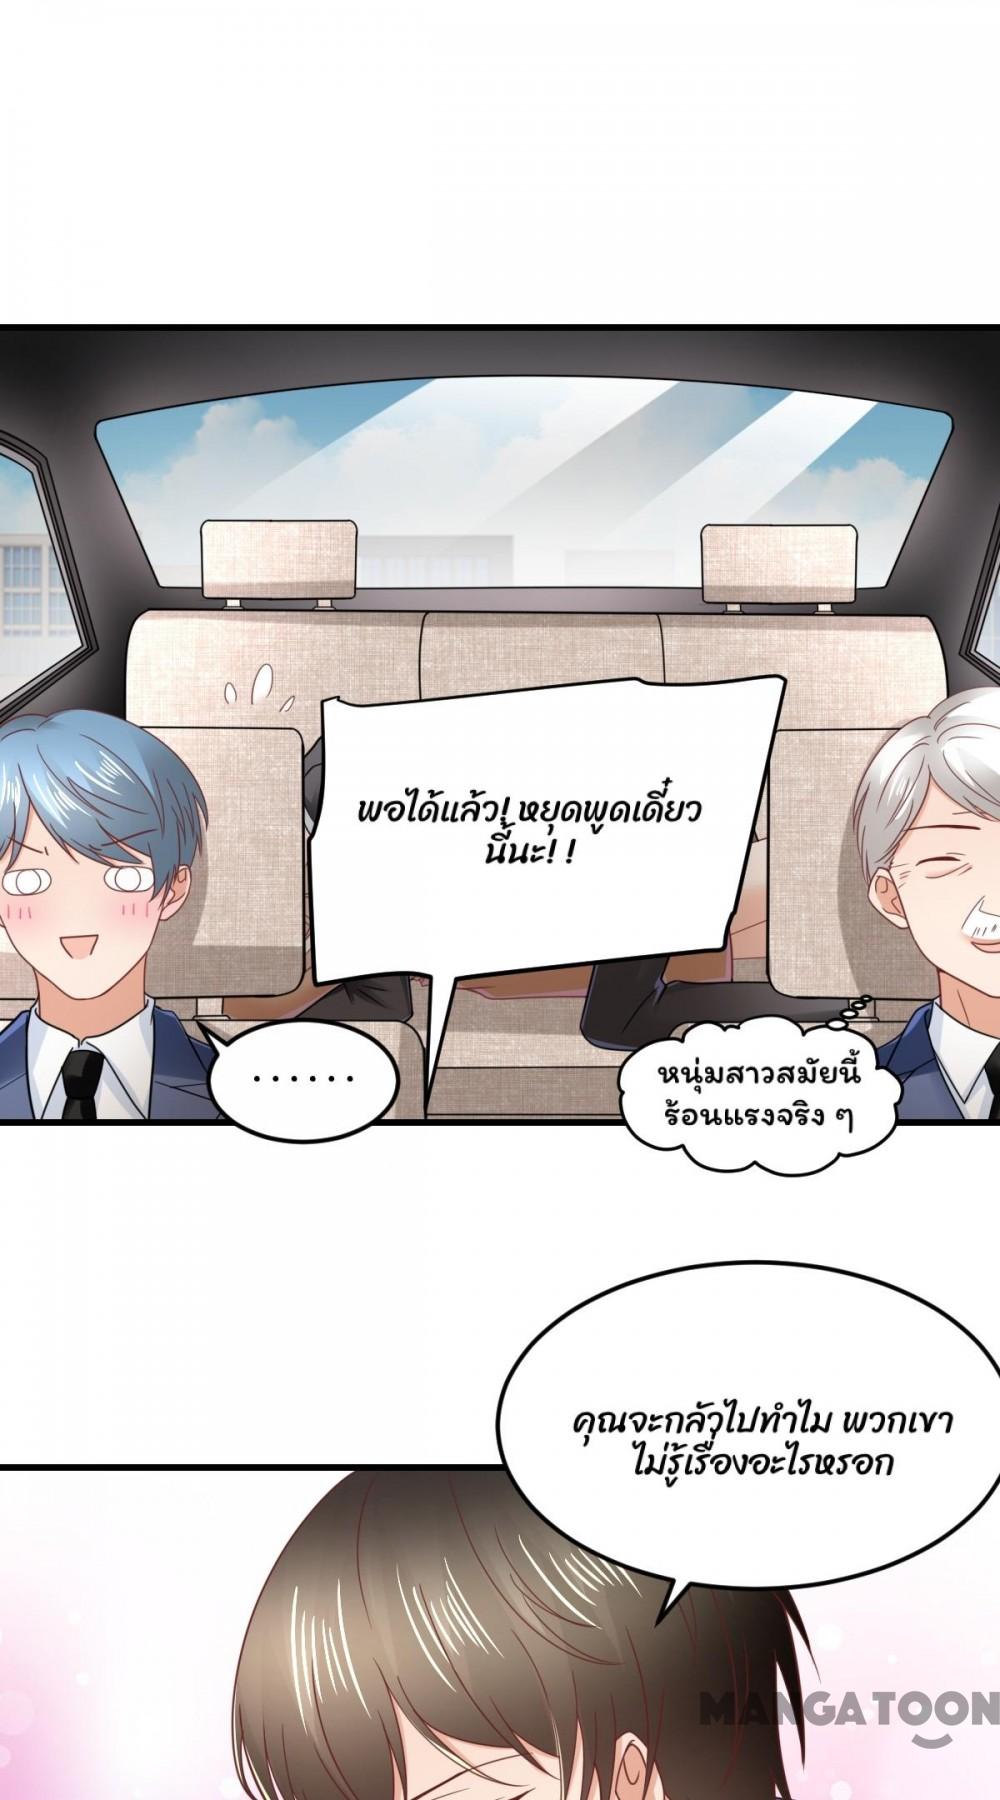 พอได้แล้ว! หยุดพูดเดี๋ยว
นี้นะ! !
. . . . . .
หนุ่มสาวสมัยนี้
ร้อนแรงจริง ๆ
คุณจะกลัวไปทำไม พวกเขา
ไม่รู้เรื่องอะไรหรอก
MANGATOON